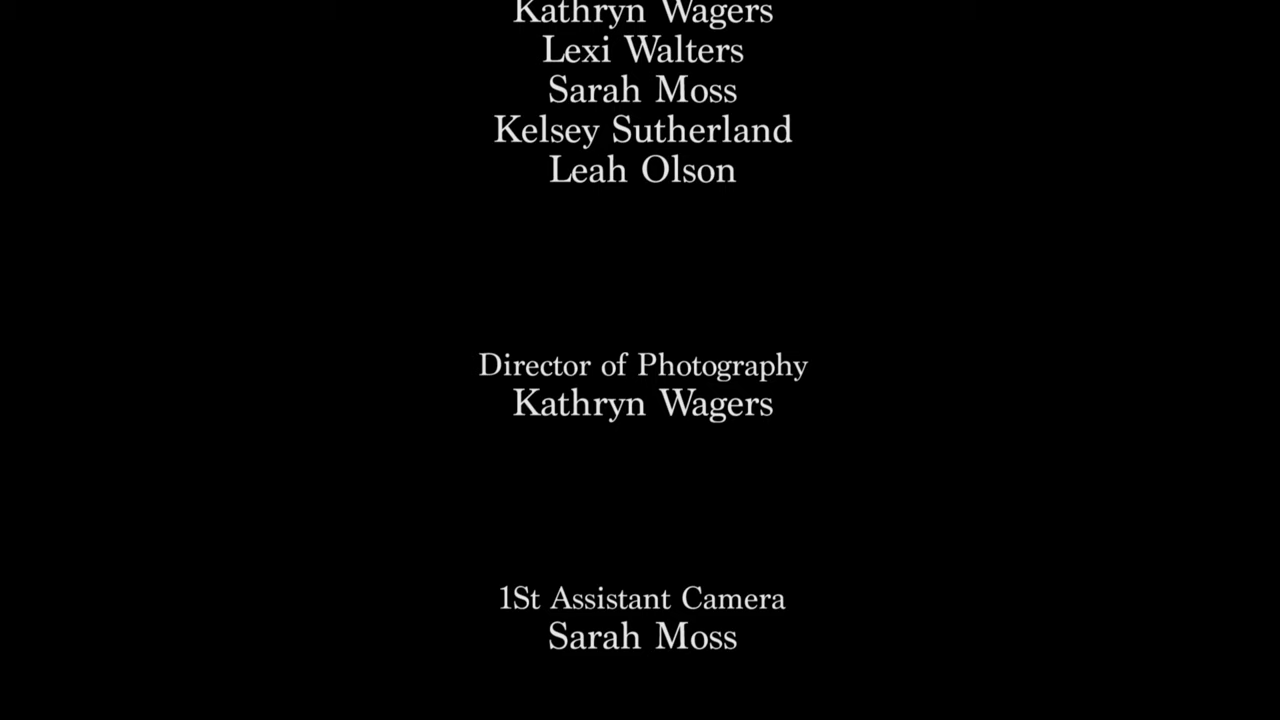 Kathryn Wagers
Lexi Walters
Sarah Moss
Kelsey Sutherland
Leah Olson
Director of Photography
Kathryn Wagers
1St Assistant Camera
Sarah Moss